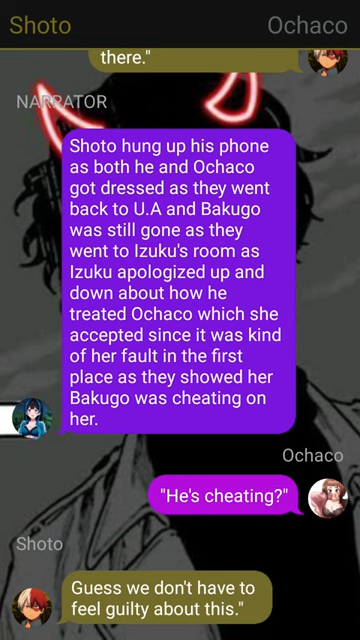 Shoto
Ochaco
there."
NARRATOR
Shoto hung up his phone
as both he and Ochaco
got dressed as they went
back to U.A and Bakugo
was still gone as they
went to Izuku's room as
Izuku apologized up and
down about how he
treated Ochaco which she
accepted since it was kind
of her fault in the first
place as they showed her
Bakugo was cheating on
her.
Ochaco
"He's cheating?"
Shoto
Guess we don't have to
feel guilty about this."